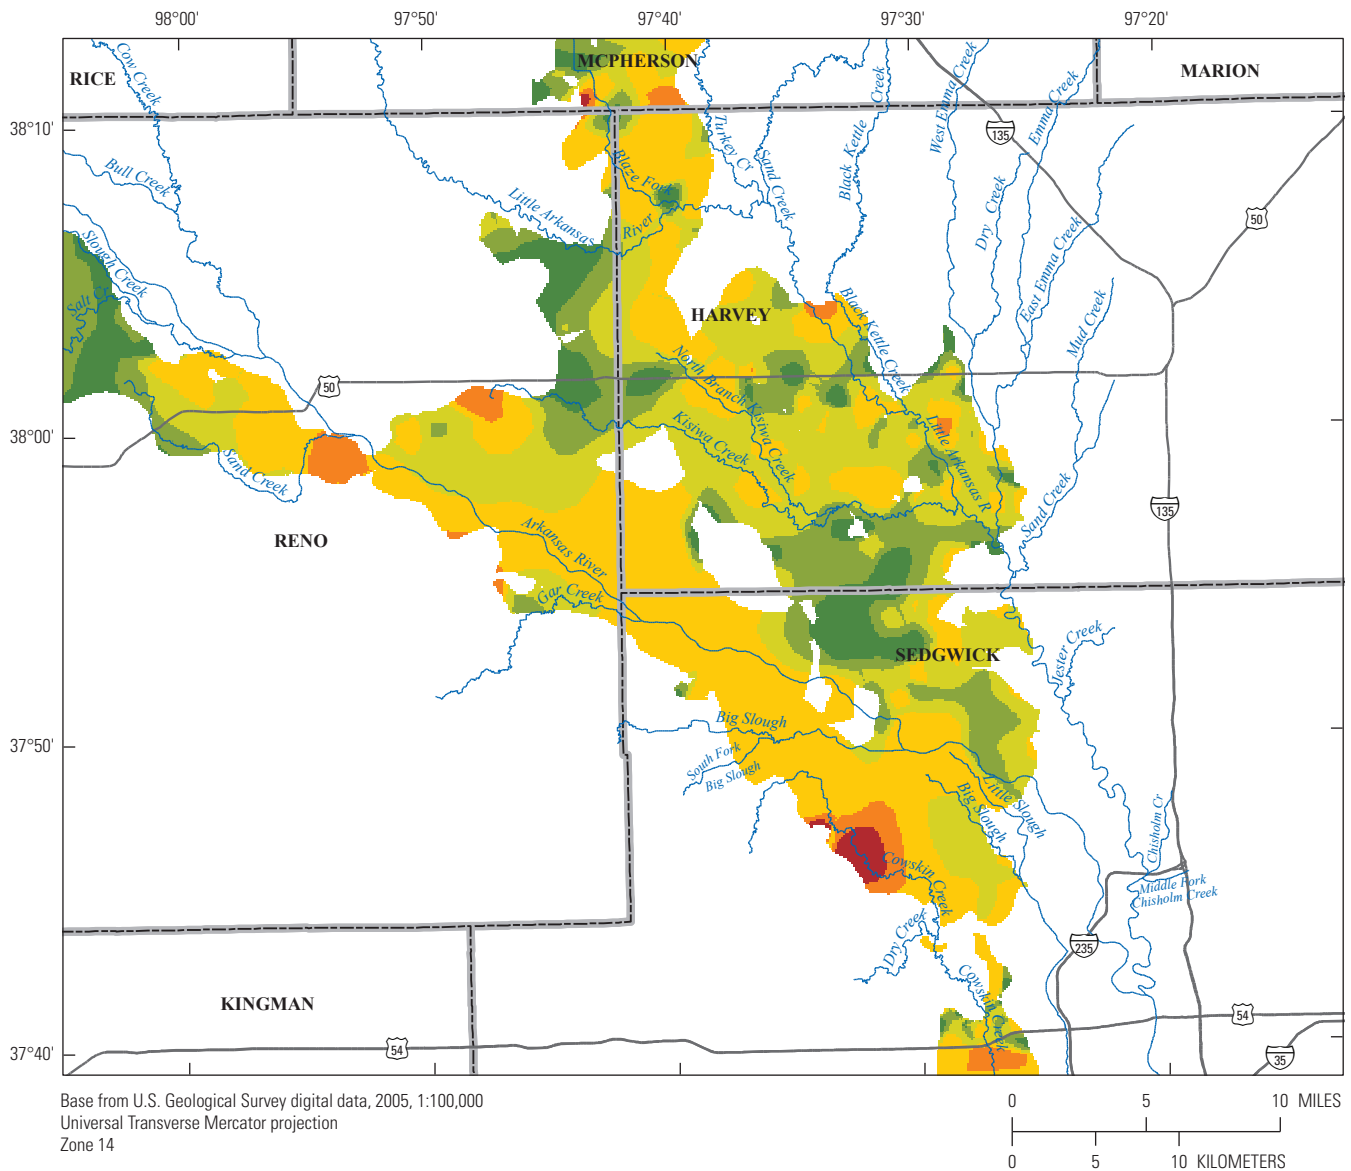 98°00'
97°50'
97°40'
97°30'
97°20'
RICE
MCPHERSON
MARION
Cow Creek
Turkey Cr
Sand Creek
Black Kettle Creek
West Emma Creek
Emma Creek
135
38°10'
Bull Creek
Blaze Fork
Little Arkansas River
Dry Creek
East Emma Creek
50
Slough Creek
Salt Cr
HARVEY
Black Kettle Creek
Mud Creek
50
North Branch Kisiwa Creek
Kisiwa Creek
Little Arkansas R
38°00'
Sand Creek
Sand Creek
135
RENO
Arkansas River
Gar Creek
SEDGWICK
Jester Creek
37°50'
Big Slough
South Fork
Big Slough
Little Slough
Big Slough
Chisholm Cr
Cowskin Creek
Middle Fork
Chisholm Creek
Dry Creek
235
Cowskin Creek
KINGMAN
54
54
35
37°40'
Base from U.S. Geological Survey digital data, 2005, 1:100,000
Universal Transverse Mercator projection
Zone 14
0 5 10 MILES
0 5 10 KILOMETERS